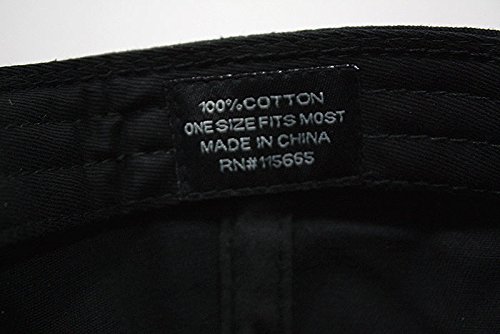 100%COTTON
ONE SIZE FITS MOST
MADE IN CHINA
RN#115665